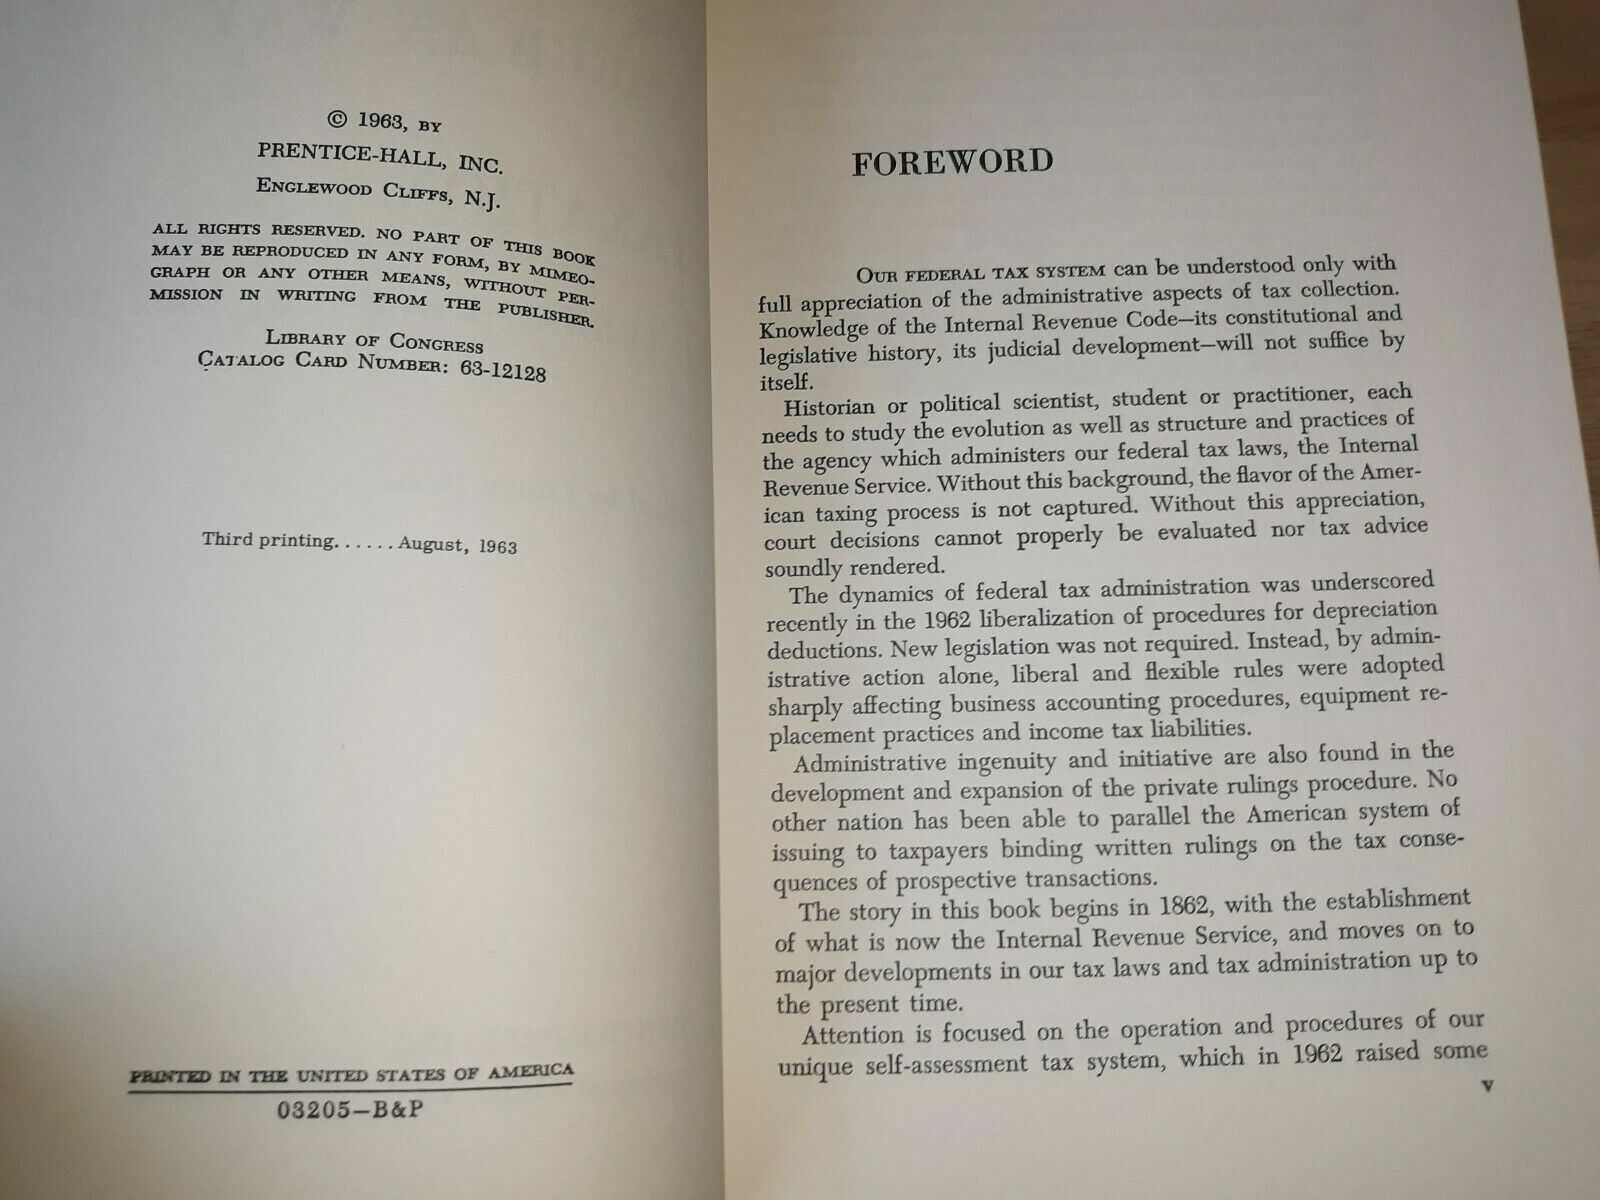 © 1963, BY
PRENTICE-HALL, INC.
ENGLEWOOD CLIFFS, N.J.
ALL RIGHTS RESERVED. NO PART OF THIS BOOK
MAY BE REPRODUCED IN ANY FORM, BY MIMEO-
GRAPH OR ANY OTHER MEANS, WITHOUT PER-
MISSION IN WRITING FROM THE PUBLISHER.
LIBRARY OF CONGRESS
CATALOG CARD NUMBER: 63-12128
Third printing......August, 1963
PRINTED IN THE UNITED STATES OF AMERICA
03205—B&P
FOREWORD
OUR FEDERAL TAX SYSTEM can be understood only with
full appreciation of the administrative aspects of tax collection.
Knowledge of the Internal Revenue Code—its constitutional and
legislative history, its judicial development—will not suffice by
itself.
Historian or political scientist, student or practitioner, each
needs to study the evolution as well as structure and practices of
the agency which administers our federal tax laws, the Internal
Revenue Service. Without this background, the flavor of the Amer-
ican taxing process is not captured. Without this appreciation,
court decisions cannot properly be evaluated nor tax advice
soundly rendered.
The dynamics of federal tax administration was underscored
recently in the 1962 liberalization of procedures for depreciation
deductions. New legislation was not required. Instead, by admin-
istrative action alone, liberal and flexible rules were adopted
sharply affecting business accounting procedures, equipment re-
placement practices and income tax liabilities.
Administrative ingenuity and initiative are also found in the
development and expansion of the private rulings procedure. No
other nation has been able to parallel the American system of
issuing to taxpayers binding written rulings on the tax conse-
quences of prospective transactions.
The story in this book begins in 1862, with the establishment
of what is now the Internal Revenue Service, and moves on to
major developments in our tax laws and tax administration up to
the present time.
Attention is focused on the operation and procedures of our
unique self-assessment tax system, which in 1962 raised some
v